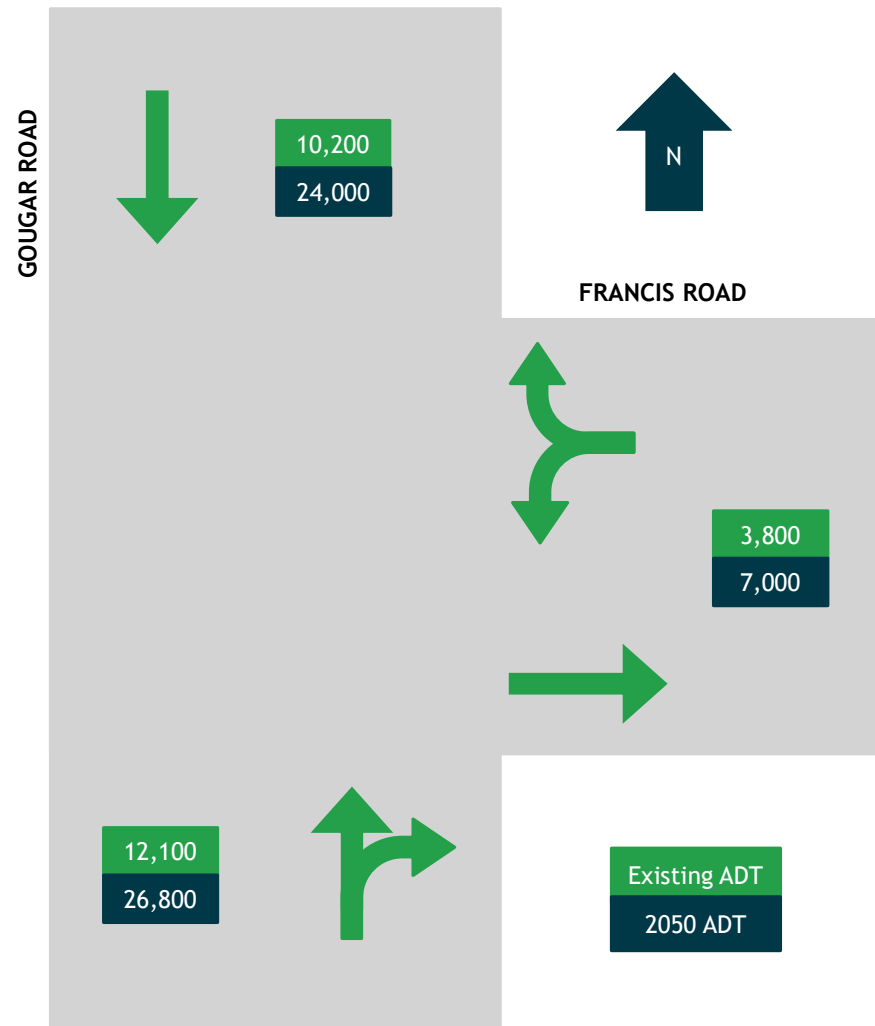 GOUGAR ROAD
10,200
24,000
N
FRANCIS ROAD
3,800
7,000
12,100
26,800
Existing ADT
2050 ADT